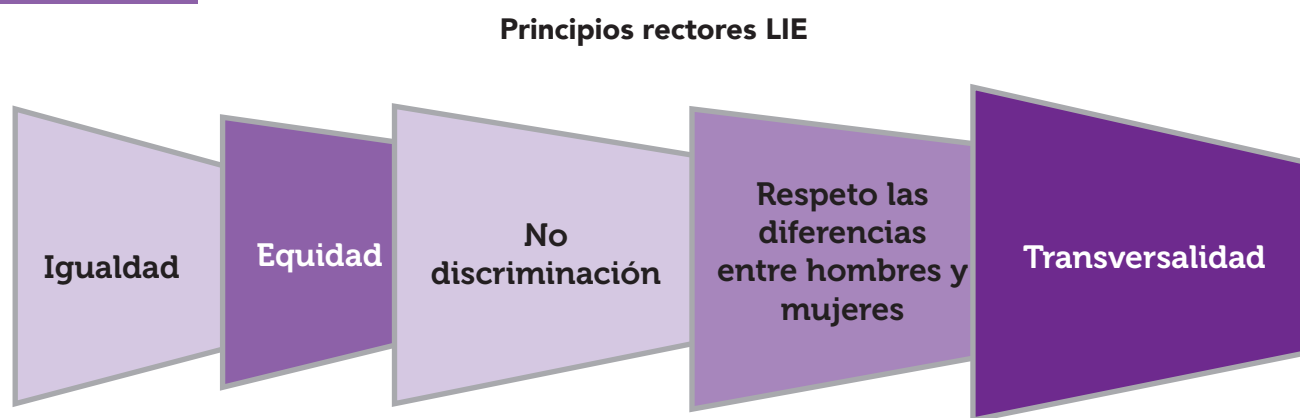 Principios rectores LIE
Igualdad
Equidad
No
discriminación
Respeto las
diferencias
entre hombres y
mujeres
Transversalidad